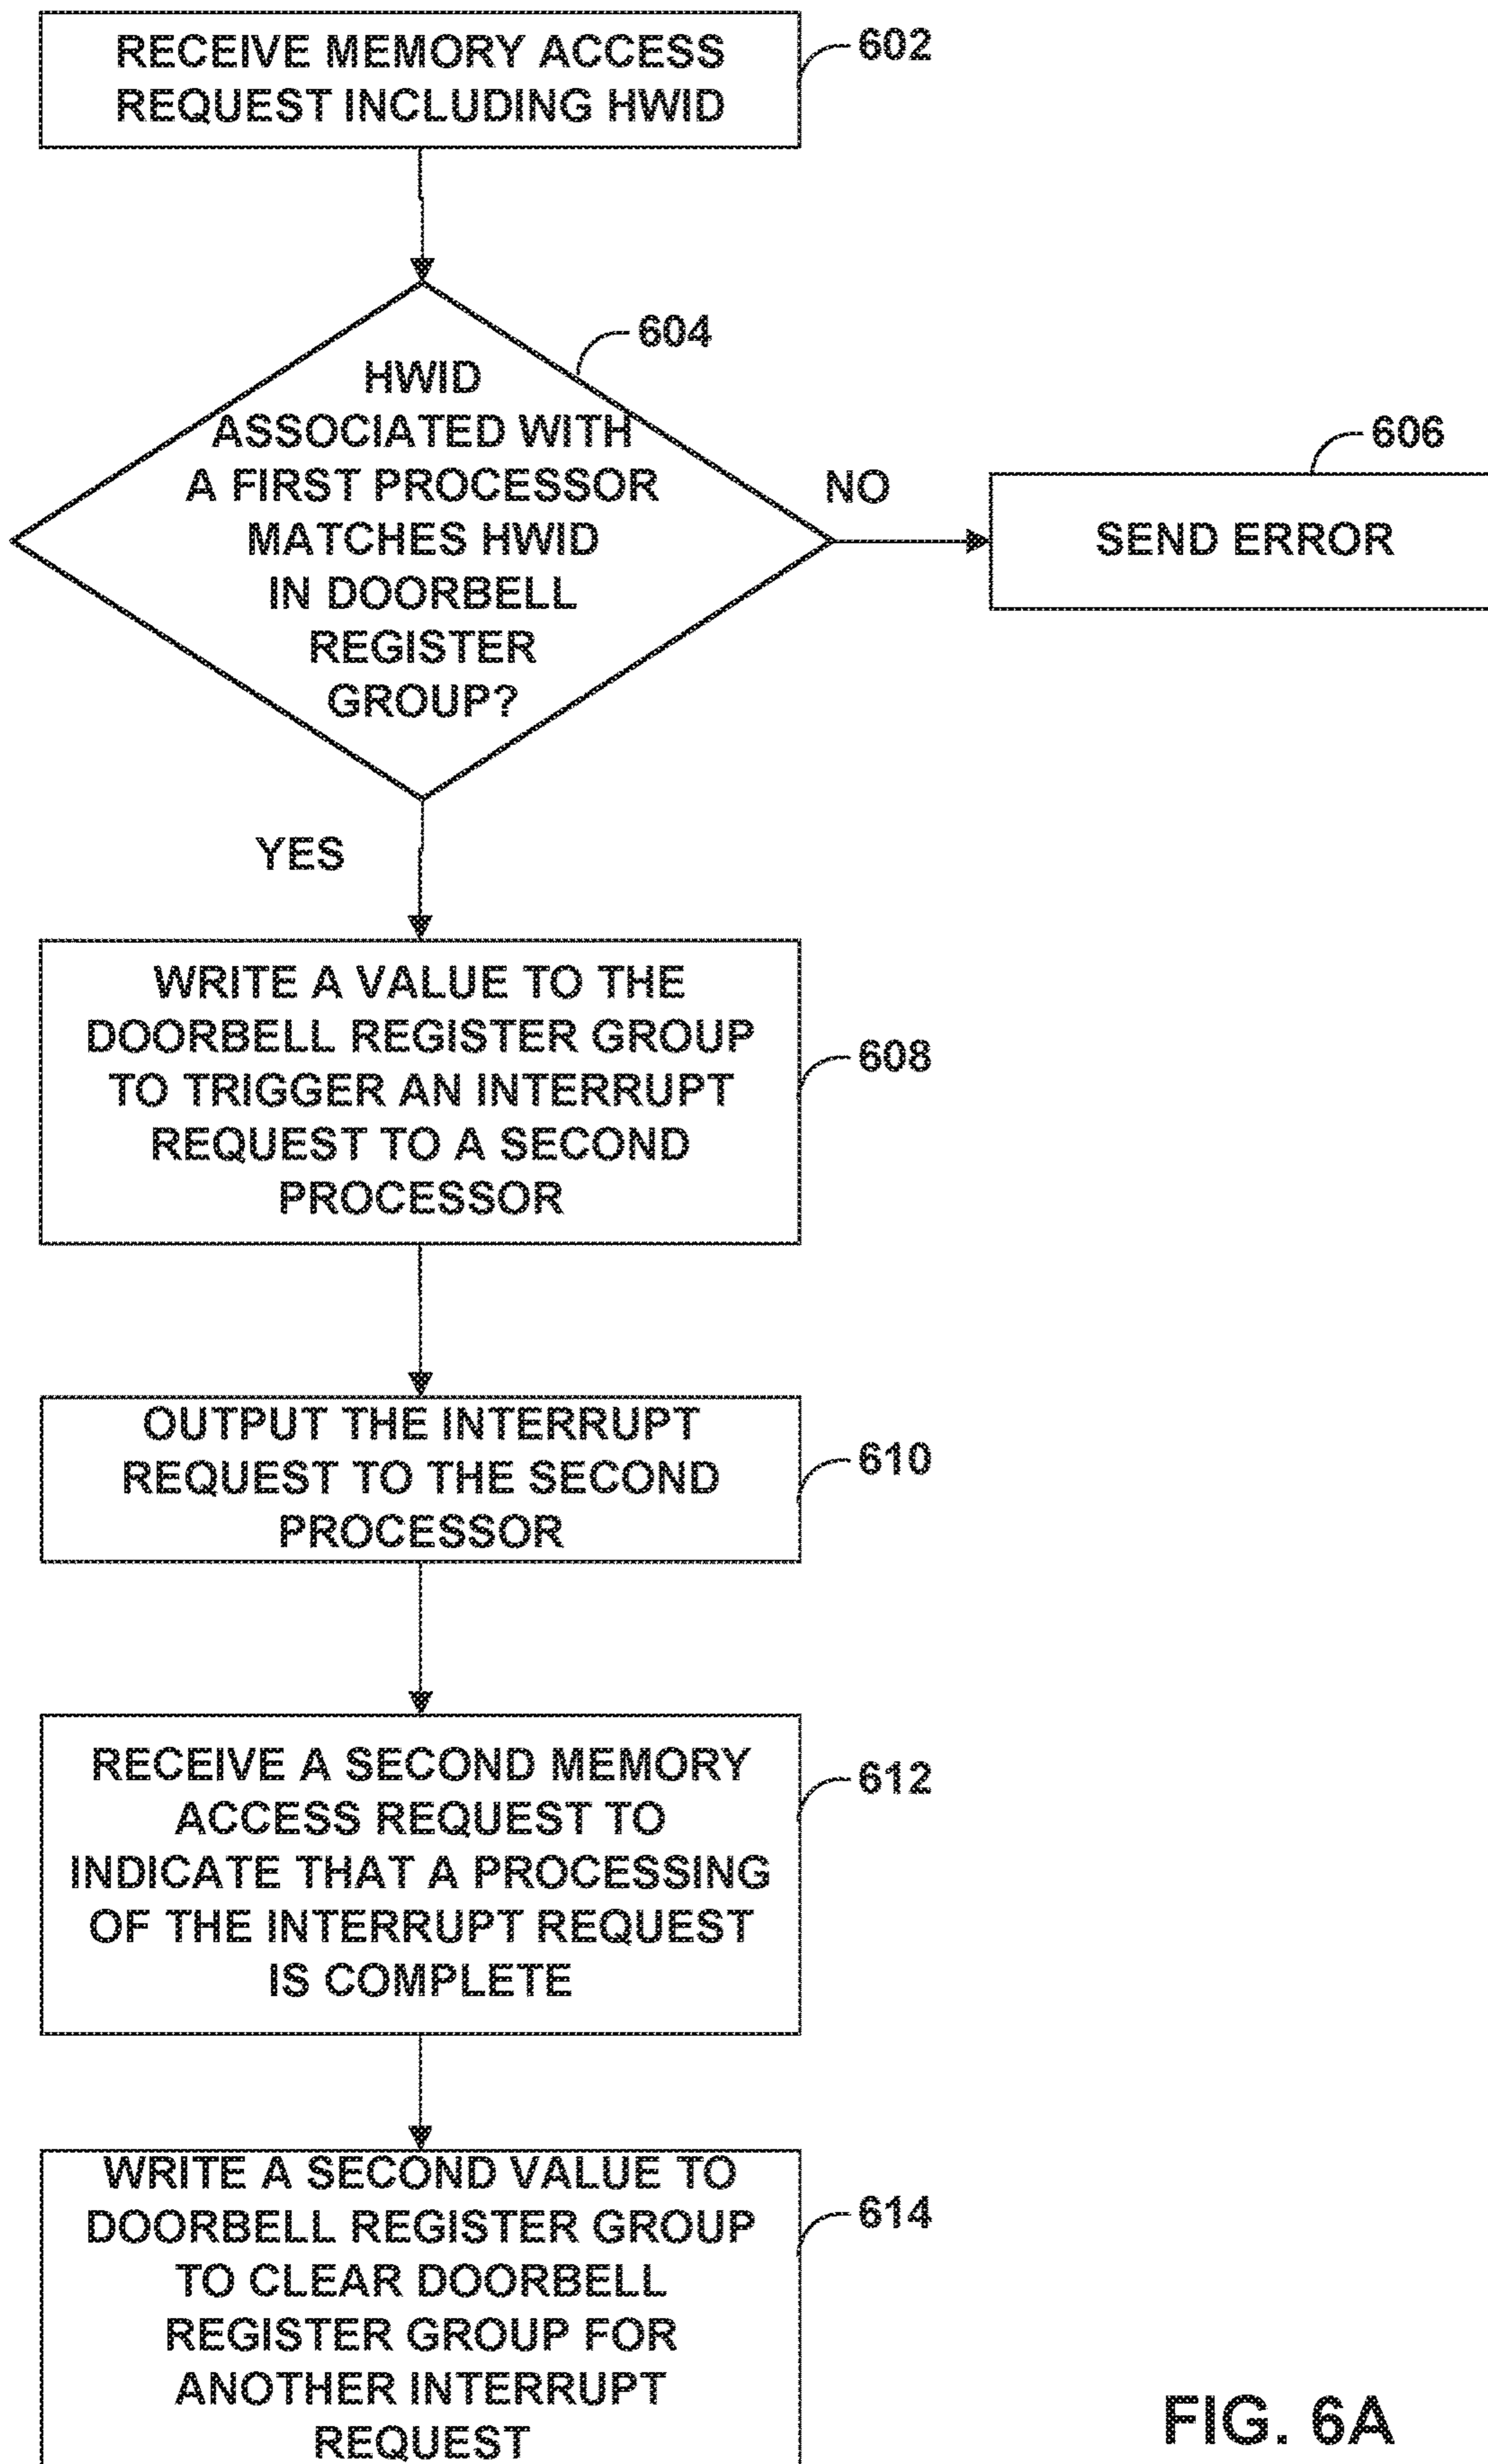 RECEIVE MEMORY ACCESS
REQUEST INCLUDING HWID
602
604
HWID
ASSOCIATED WITH
A FIRST PROCESSOR
MATCHES HWID
IN DOORBELL
REGISTER
GROUP?
NO
606
SEND ERROR
YES
WRITE A VALUE TO THE
DOORBELL REGISTER GROUP
TO TRIGGER AN INTERRUPT
REQUEST TO A SECOND
PROCESSOR
608
OUTPUT THE INTERRUPT
REQUEST TO THE SECOND
PROCESSOR
610
RECEIVE A SECOND MEMORY
ACCESS REQUEST TO
INDICATE THAT A PROCESSING
OF THE INTERRUPT REQUEST
IS COMPLETE
612
WRITE A SECOND VALUE TO
DOORBELL REGISTER GROUP
TO CLEAR DOORBELL
REGISTER GROUP FOR
ANOTHER INTERRUPT
REQUEST
614
FIG. 6A